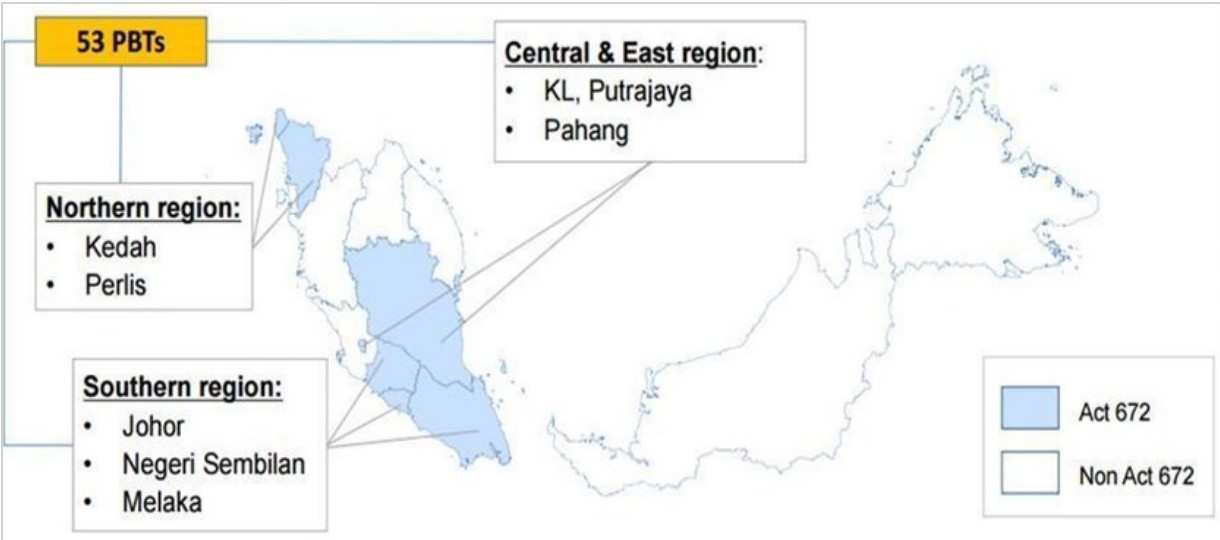 53 PBTs
Central & East region:
• KL, Putrajaya
• Pahang
Northern region:
• Kedah
• Perlis
Southern region:
• Johor
• Negeri Sembilan
• Melaka
Act 672
Non Act 672